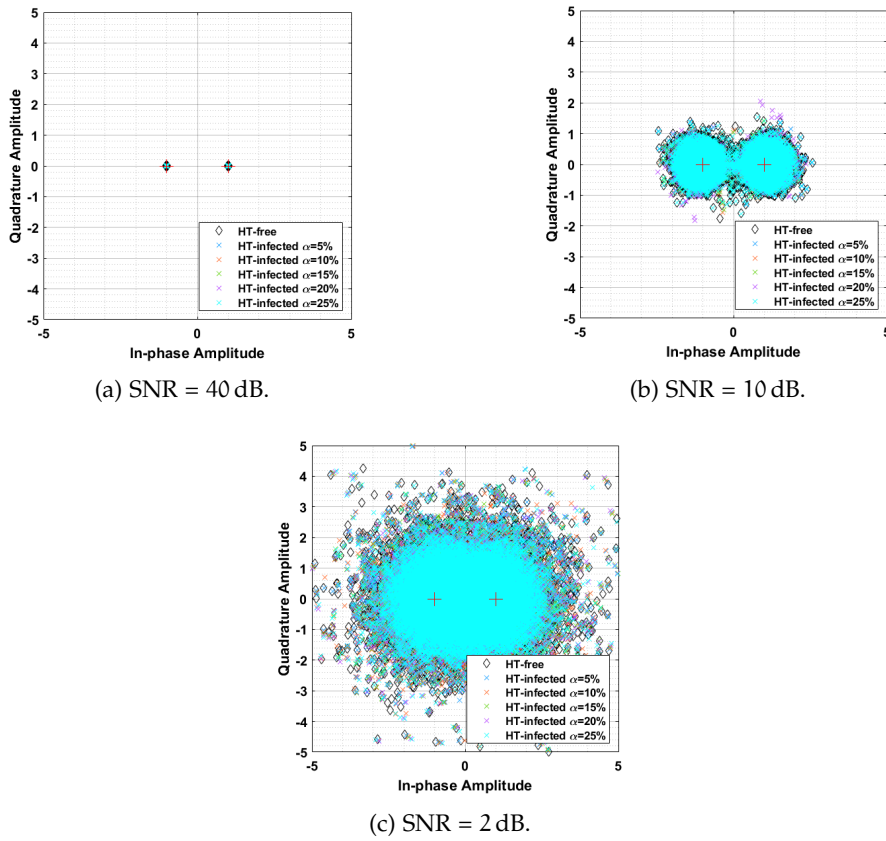 5
4
3
2
1
0
-1
-2
-3
-4
-5
Quadrature Amplitude
-5
0
5
In-phase Amplitude
HT-free
HT-infected α=5%
HT-infected α=10%
HT-infected α=15%
HT-infected α=20%
HT-infected α=25%
(a) SNR = 40 dB.
5
4
3
2
1
0
-1
-2
-3
-4
-5
Quadrature Amplitude
-5
0
5
In-phase Amplitude
HT-free
HT-infected α=5%
HT-infected α=10%
HT-infected α=15%
HT-infected α=20%
HT-infected α=25%
(b) SNR = 10 dB.
5
4
3
2
1
0
-1
-2
-3
-4
-5
Quadrature Amplitude
-5
0
5
In-phase Amplitude
HT-free
HT-infected α=5%
HT-infected α=10%
HT-infected α=15%
HT-infected α=20%
HT-infected α=25%
(c) SNR = 2 dB.